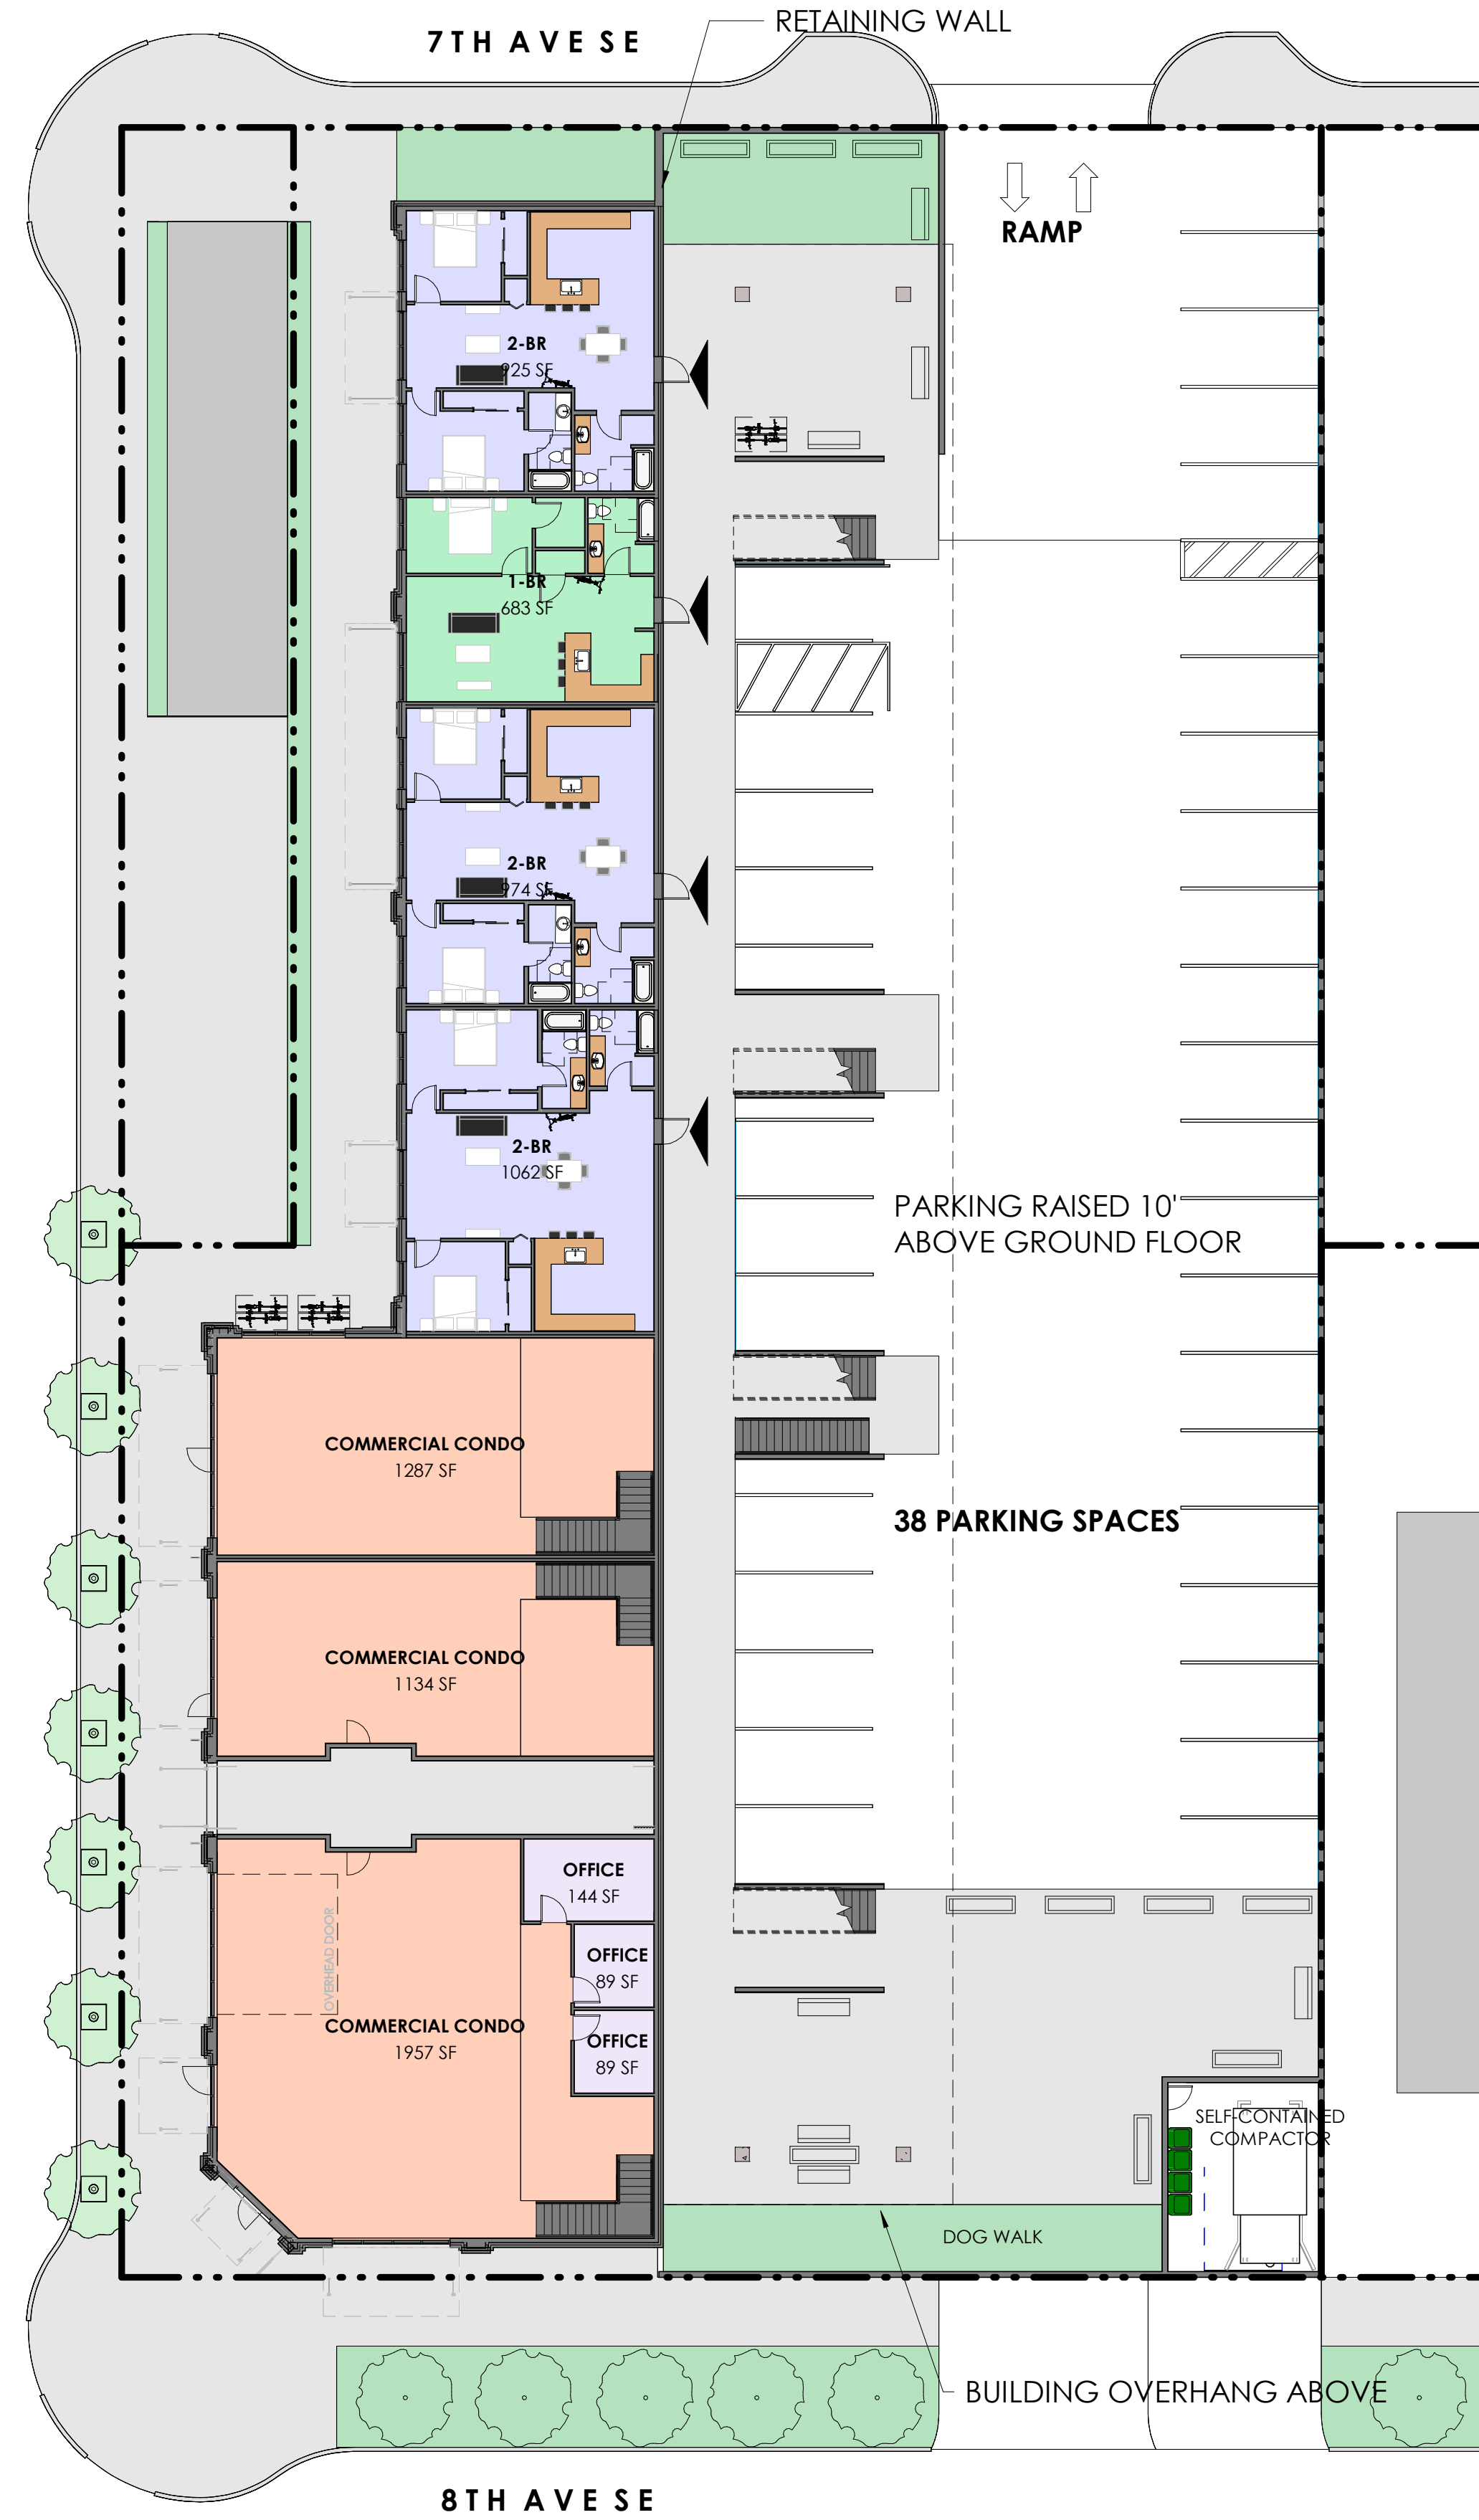 RETAINING WALL
7TH AVE SE
RAMP
2-BR
925 SF
1-BR
683 SF
2-BR
974 SF
2-BR
1062 SF
PARKING RAISED 10'
ABOVE GROUND FLOOR
COMMERCIAL CONDO
1287 SF
38 PARKING SPACES
COMMERCIAL CONDO
1134 SF
OFFICE
144 SF
OVERHEAD DOOR
OFFICE
89 SF
COMMERCIAL CONDO
1957 SF
OFFICE
89 SF
SELF-CONTAINED
COMPACTOR
DOG WALK
BUILDING OVERHANG ABOVE
8TH AVE SE